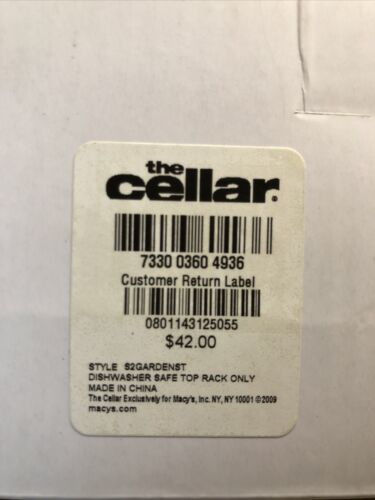 the
cellar®
7330 0360 4936
Customer Return Label
0801143125055
$42.00
STYLE S2GARDENST
DISHWASHER SAFE TOP RACK ONLY
MADE IN CHINA
The Cellar Exclusively for Macy's, Inc. NY, NY 10001 © 2009
macys.com